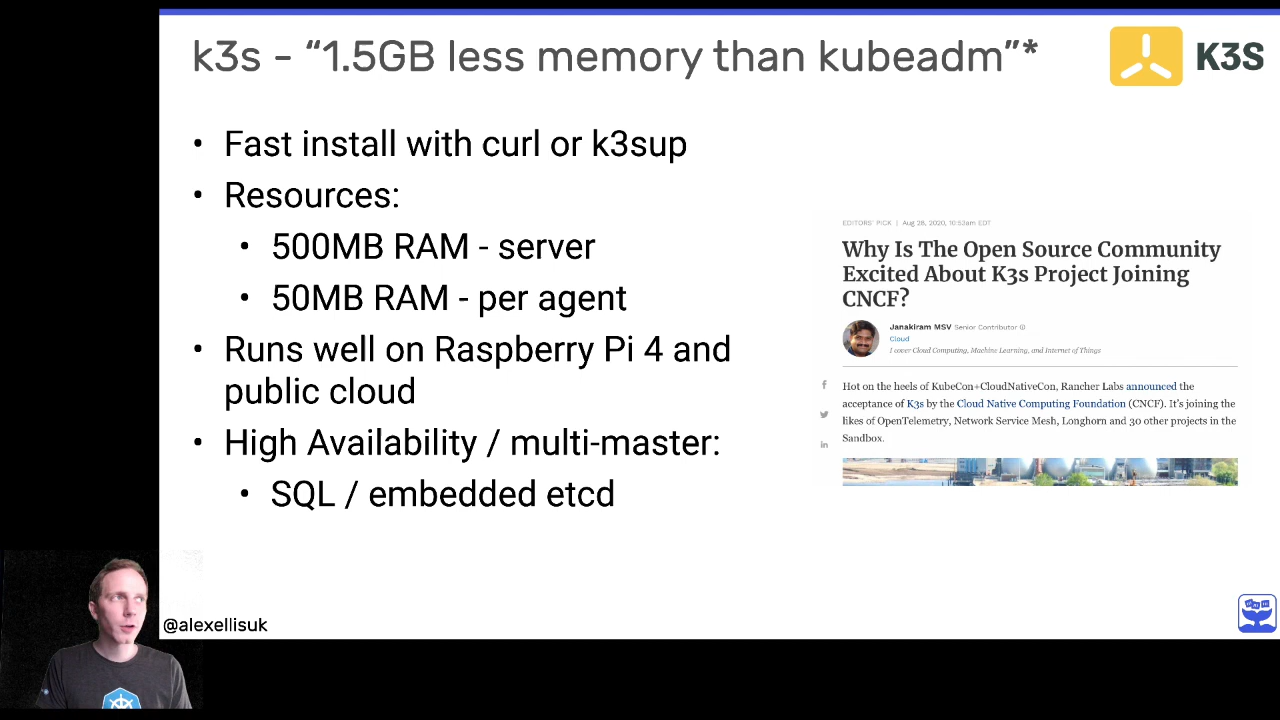 k3s - “1.5GB less memory than kubeadm”*
K3S
• Fast install with curl or k3sup
• Resources:
• 500MB RAM - server
• 50MB RAM - per agent
• Runs well on Raspberry Pi 4 and
public cloud
• High Availability / multi-master:
• SQL / embedded etcd
EDITORS' PICK | Aug 28, 2020, 10:52am EDT
Why Is The Open Source Community
Excited About K3s Project Joining
CNCF?
Janakiram MSV Senior Contributor
Cloud
I cover Cloud Computing, Machine Learning, and Internet of Things
Hot on the heels of KubeCon+CloudNativeCon, Rancher Labs announced the
acceptance of K3s by the Cloud Native Computing Foundation (CNCF). It's joining the
likes of OpenTelemetry, Network Service Mesh, Longhorn and 30 other projects in the
Sandbox.
@alexellisuk